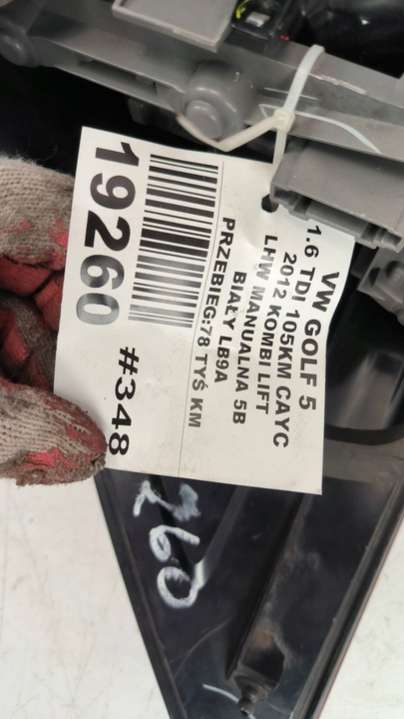 VW GOLF 5
1.6 TDI 105KM CAYC
2012 KOMBI LIFT
LHW MANUALNA 5B
BIAŁY LB9A
PRZEBIEG:78 TYŚ KM
19260
#348
260